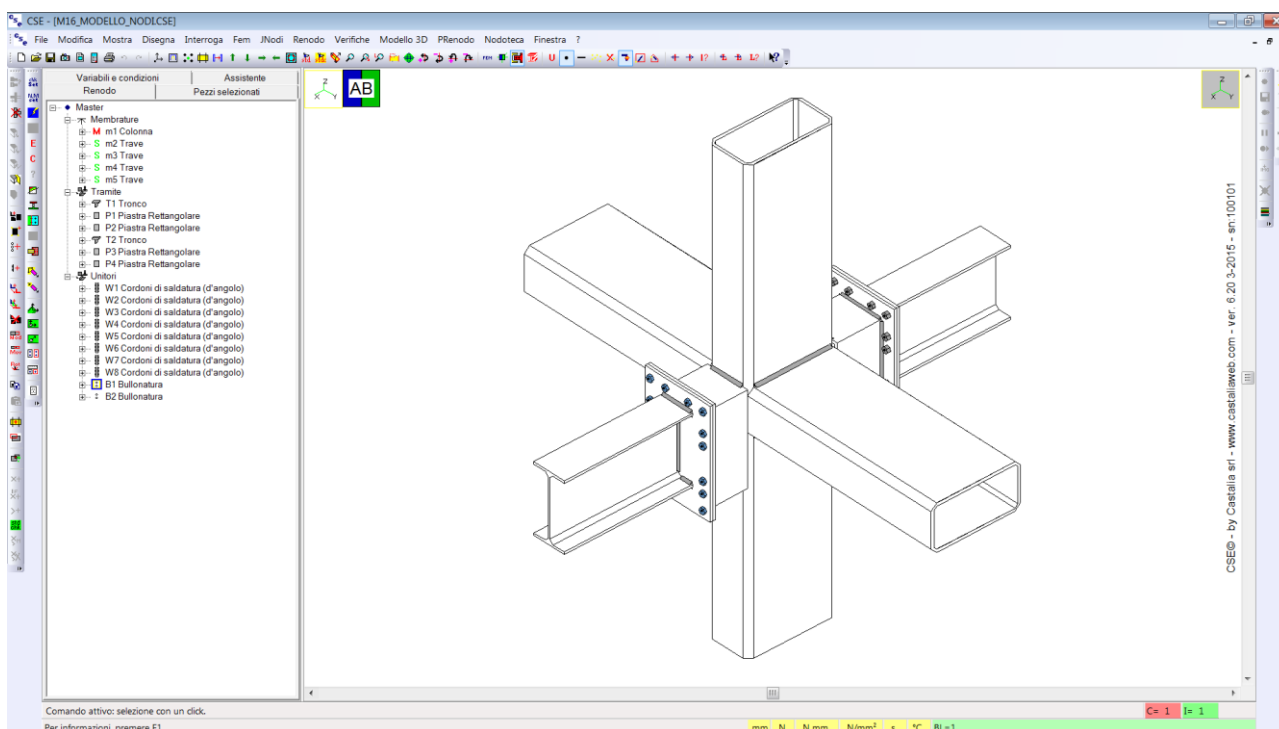 CSE - [M16_MODELLO_NODI.CSE]
File Modifica Mostra Disegna Interroga Fem JNodi Renodo Verifiche Modello 3D PRenodo Nodoteca Finestra ?
Variabili e condizioni Assistente
Renodo Pezzi selezionati
AB
Master
Membrature
M m1 Colonna
S m2 Trave
S m3 Trave
S m4 Trave
S m5 Trave
Tramite
T1 Tronco
P1 Piastra Rettangolare
P2 Piastra Rettangolare
T2 Tronco
P3 Piastra Rettangolare
P4 Piastra Rettangolare
Unitori
W1 Cordoni di saldatura (d'angolo)
W2 Cordoni di saldatura (d'angolo)
W3 Cordoni di saldatura (d'angolo)
W4 Cordoni di saldatura (d'angolo)
W5 Cordoni di saldatura (d'angolo)
W6 Cordoni di saldatura (d'angolo)
W7 Cordoni di saldatura (d'angolo)
W8 Cordoni di saldatura (d'angolo)
B1 Bullonatura
B2 Bullonatura
Z
X Y
Z
X Y
CSE© - by Castalia srl - www.castaliaweb.com - ver. 6.20 3-2015 - sn:100101
Comando attivo: selezione con un click.
C= 1 I= 1
Per informazioni, premere F1
mm N N mm N/mm² s °C BL=1